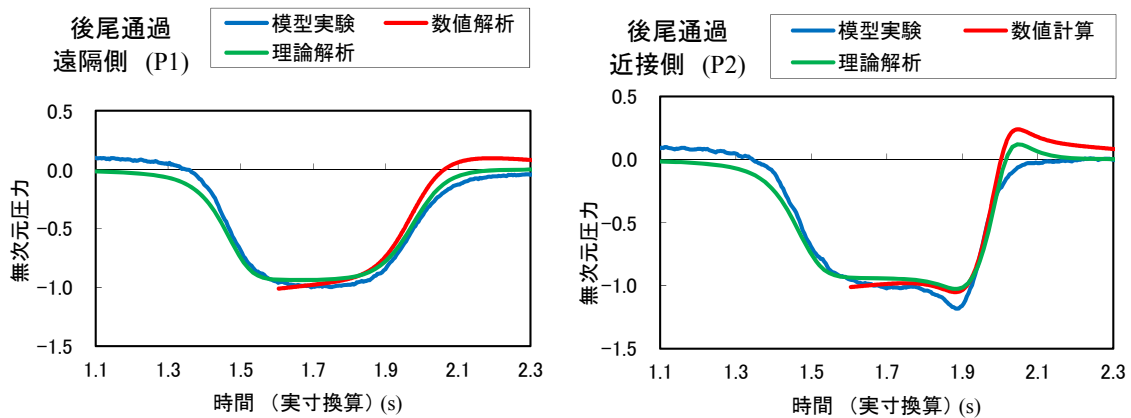 後尾通過
遠隔側 (P1)
模型実験
数値解析
理論解析
0.5
0.0
−0.5
−1.0
−1.5
無次元圧力
1.1 1.3 1.5 1.7 1.9 2.1 2.3
時間 （実寸換算）(s)
後尾通過
近接側 (P2)
模型実験
数値計算
理論解析
0.5
0.0
−0.5
−1.0
−1.5
無次元圧力
1.1 1.3 1.5 1.7 1.9 2.1 2.3
時間 （実寸換算）(s)